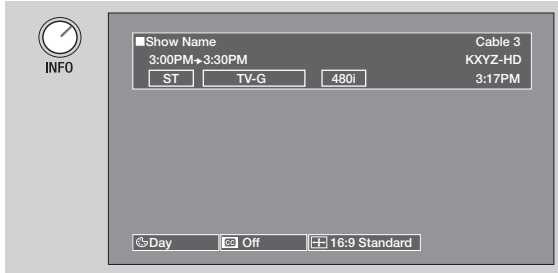 INFO
■Show Name Cable 3
3:00PM→3:30PM KXYZ-HD
ST TV-G 480i 3:17PM
Day CC Off 16:9 Standard